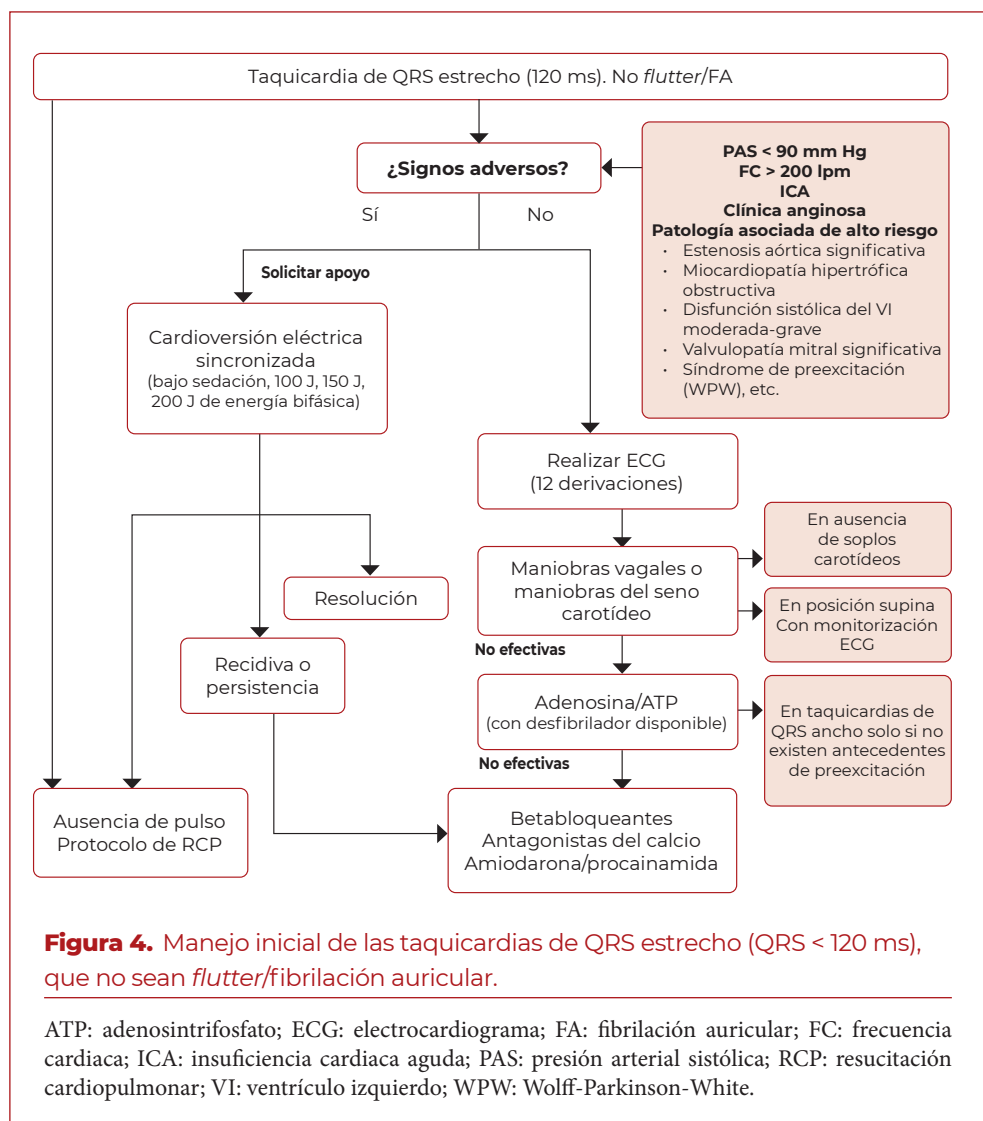 Taquicardia de QRS estrecho (120 ms). No flutter/FA
¿Signos adversos?
PAS < 90 mm Hg
FC > 200 lpm
ICA
Clínica anginosa
Patología asociada de alto riesgo
• Estenosis aórtica significativa
• Miocardiopatía hipertrófica
obstructiva
• Disfunción sistólica del VI
moderada-grave
• Valvulopatía mitral significativa
• Síndrome de preexcitación
(WPW), etc.
Sí
No
Solicitar apoyo
Cardioversión eléctrica
sincronizada
(bajo sedación, 100 J, 150 J,
200 J de energía bifásica)
Realizar ECG
(12 derivaciones)
Maniobras vagales o
maniobras del seno
carotídeo
En ausencia
de soplos
carotídeos
En posición supina
Con monitorización
ECG
Resolución
Recidiva o
persistencia
No efectivas
Adenosina/ATP
(con desfibrilador disponible)
En taquicardias de
QRS ancho solo si no
existen antecedentes
de preexcitación
No efectivas
Ausencia de pulso
Protocolo de RCP
Betabloqueantes
Antagonistas del calcio
Amiodarona/procainamida
Figura 4. Manejo inicial de las taquicardias de QRS estrecho (QRS < 120 ms),
que no sean flutter/fibrilación auricular.
ATP: adenosintrifosfato; ECG: electrocardiograma; FA: fibrilación auricular; FC: frecuencia
cardiaca; ICA: insuficiencia cardiaca aguda; PAS: presión arterial sistólica; RCP: resucitación
cardiopulmonar; VI: ventrículo izquierdo; WPW: Wolff-Parkinson-White.